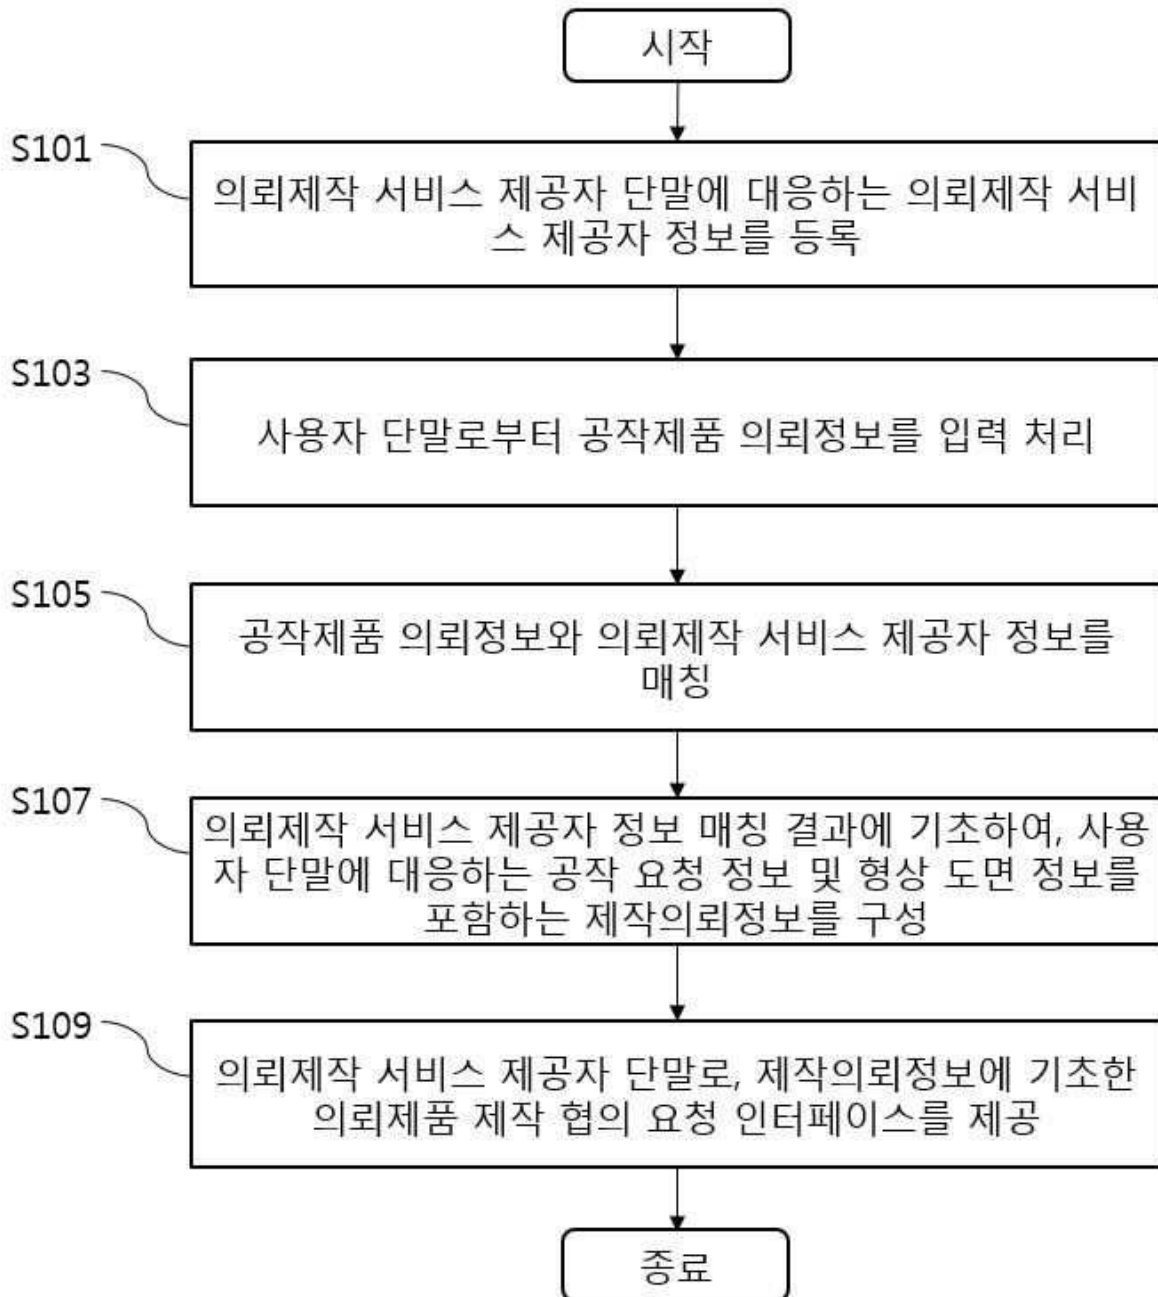 시작
S101
의뢰제작 서비스 제공자 단말에 대응하는 의뢰제작 서비
스 제공자 정보를 등록
S103
사용자 단말로부터 공작제품 의뢰정보를 입력 처리
S105
공작제품 의뢰정보와 의뢰제작 서비스 제공자 정보를
매칭
S107
의뢰제작 서비스 제공자 정보 매칭 결과에 기초하여, 사용
자 단말에 대응하는 공작 요청 정보 및 형상 도면 정보를
포함하는 제작의뢰정보를 구성
S109
의뢰제작 서비스 제공자 단말로, 제작의뢰정보에 기초한
의뢰제품 제작 협의 요청 인터페이스를 제공
종료